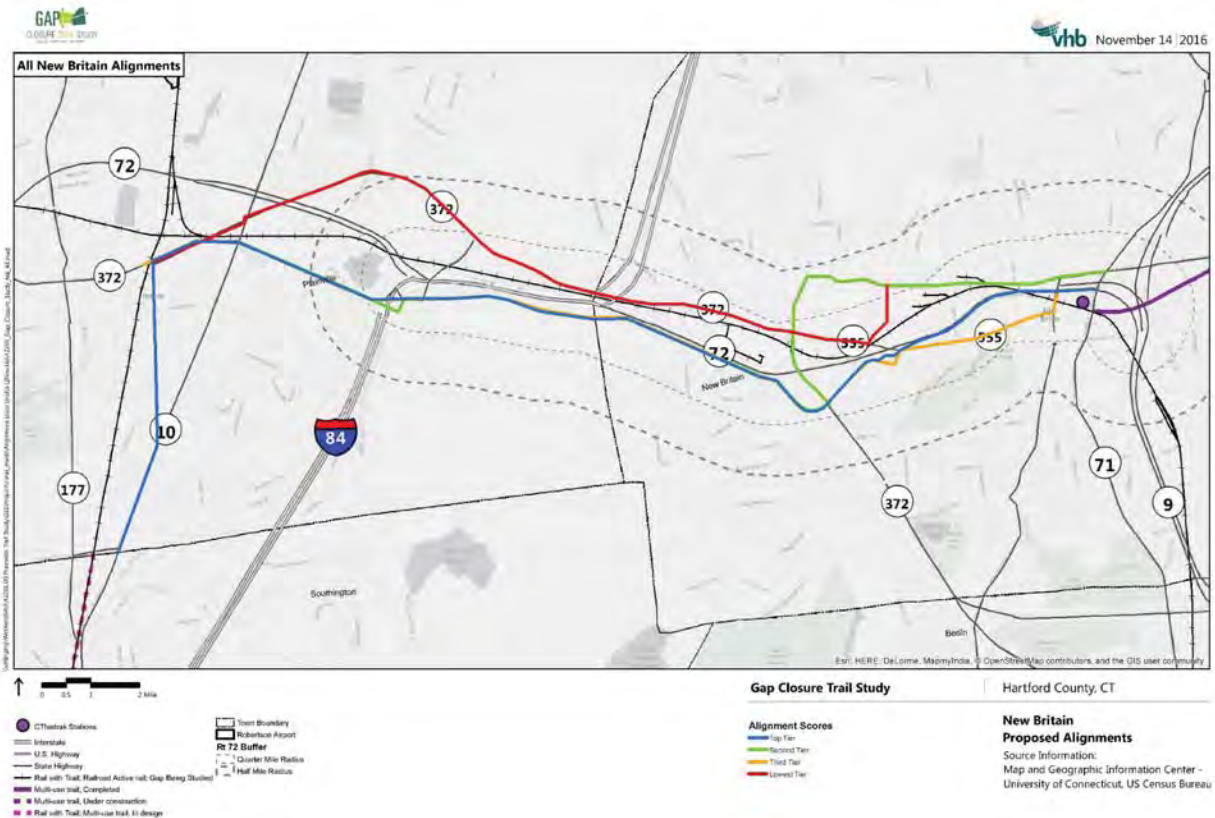 GAP
CLOSURE TRAIL STUDY
vhb November 14 | 2016
All New Britain Alignments
72
372
372
Plainville
10
84
177
372
72
New Britain
555
555
372
71
9
Southington
Berlin
Esri, HERE, DeLorme, MapmyIndia, © OpenStreetMap contributors, and the GIS user community
0 0.5 1 2 Mile
CTfastrak Stations
Interstate
U.S. Highway
State Highway
Rail with Trail; Railroad Active rail; Gap Being Studied
Multi-use trail, Completed
Multi-use trail, Under construction
Rail with Trail; Multi-use trail, In design
Town Boundary
Robertson Airport
Rt 72 Buffer
Quarter Mile Radius
Half Mile Radius
Gap Closure Trail Study
Hartford County, CT
Alignment Scores
Top Tier
Second Tier
Third Tier
Lowest Tier
New Britain
Proposed Alignments
Source Information:
Map and Geographic Information Center -
University of Connecticut, US Census Bureau